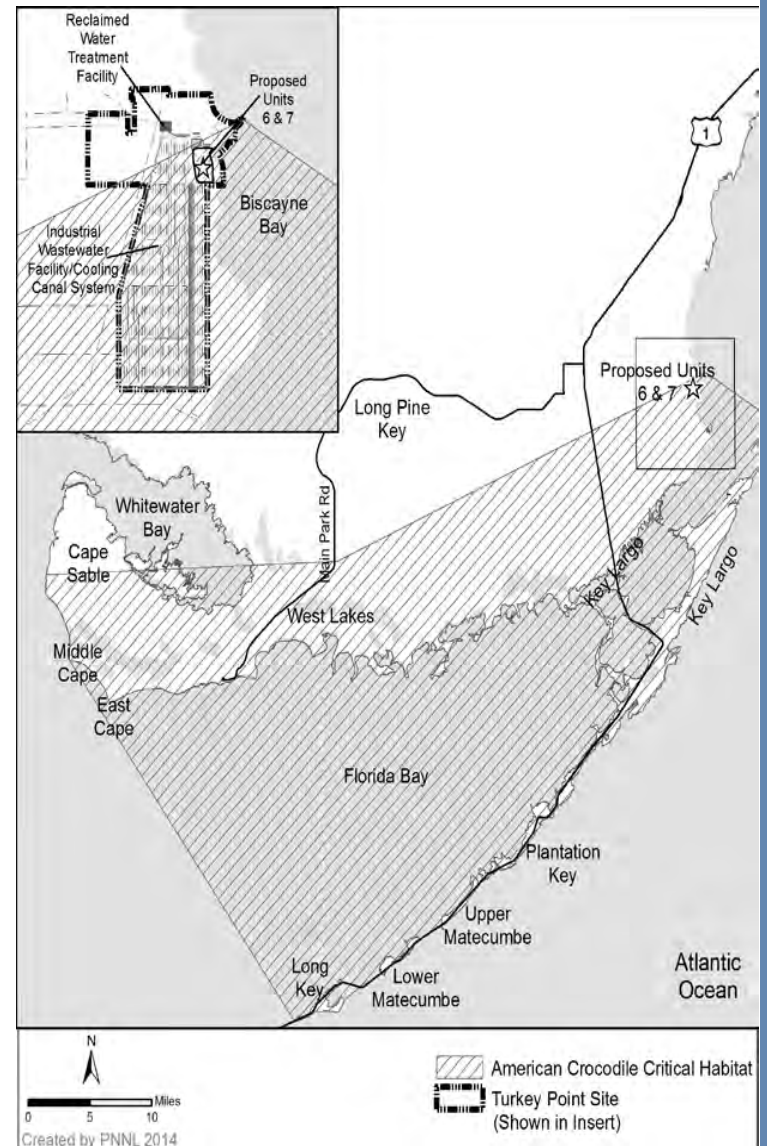 Reclaimed
Water
Treatment
Facility
Proposed
Units
6 & 7
Biscayne
Bay
Industrial
Wastewater
Facility/Cooling
Canal System
1
Proposed Units
6 & 7
Long Pine
Key
Whitewater
Bay
Cape
Sable
Main Park Rd
Key Largo
Key Largo
West Lakes
Middle
Cape
East
Cape
Florida Bay
Plantation
Key
Upper
Matecumbe
Long
Key
Lower
Matecumbe
Atlantic
Ocean
N
Miles
0 5 10
Created by PNNL 2014
American Crocodile Critical Habitat
Turkey Point Site
(Shown in Insert)